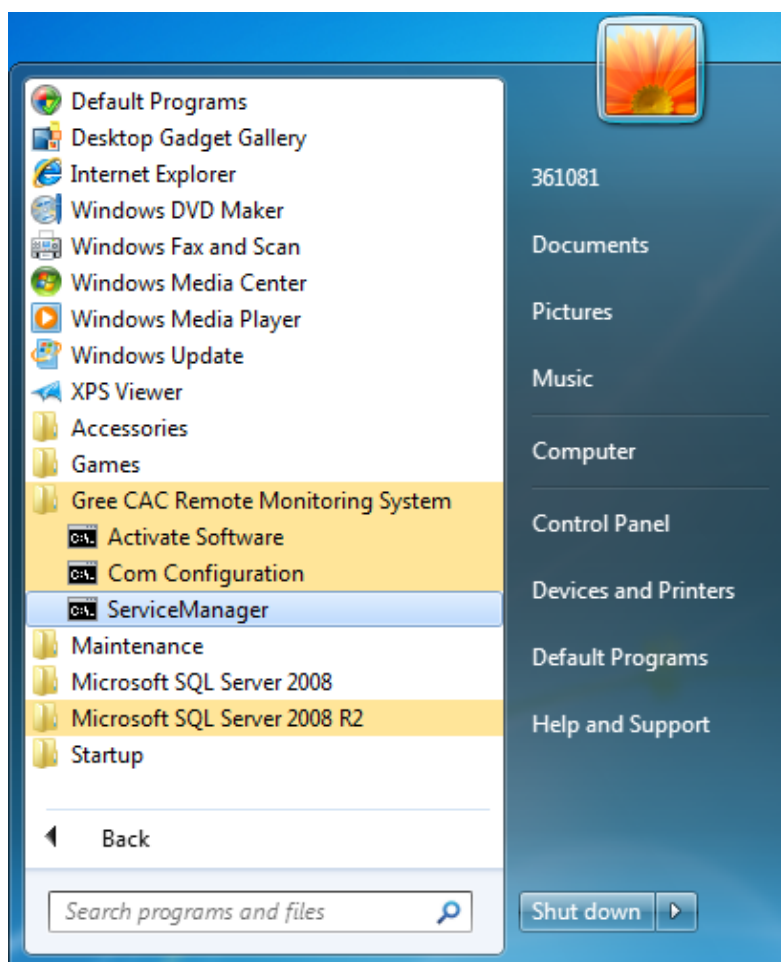 Default Programs
Desktop Gadget Gallery
Internet Explorer
Windows DVD Maker
Windows Fax and Scan
Windows Media Center
Windows Media Player
Windows Update
XPS Viewer
Accessories
Games
Gree CAC Remote Monitoring System
Activate Software
Com Configuration
ServiceManager
Maintenance
Microsoft SQL Server 2008
Microsoft SQL Server 2008 R2
Startup
Back
Search programs and files
361081
Documents
Pictures
Music
Computer
Control Panel
Devices and Printers
Default Programs
Help and Support
Shut down